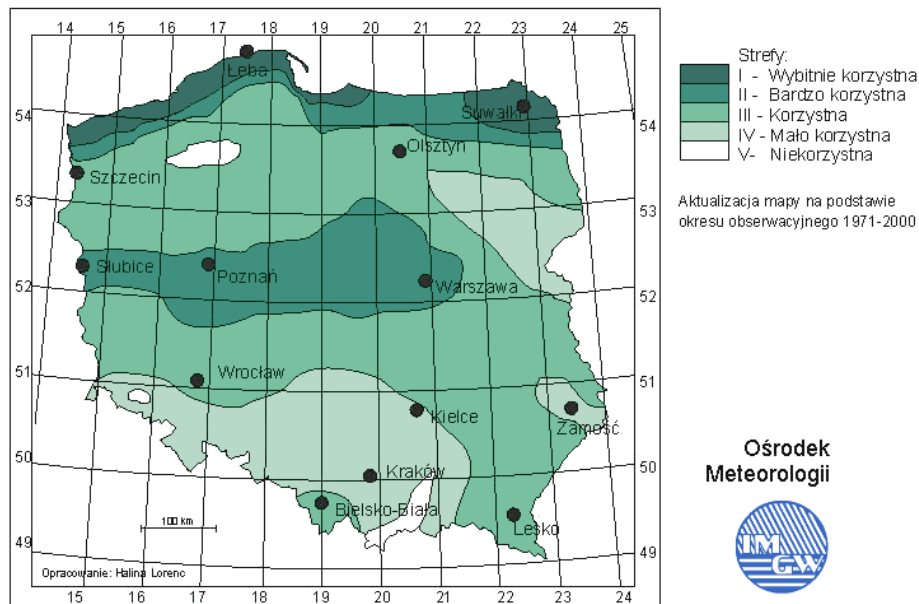 14 15 16 17 18 19 20 21 22 23 24 25
Łeba
Strefy:
I - Wybitnie korzystna
II - Bardzo korzystna
III - Korzystna
IV - Mało korzystna
V- Niekorzystna
54
Suwałki
54
Olsztyn
Szczecin
53
53
Aktualizacja mapy na podstawie
okresu obserwacyjnego 1971-2000
Słubice
Poznań
Warszawa
52
52
Wrocław
51
51
Kielce
Zamość
50
50
Kraków
Bielsko-Biała
Lesko
100 km
49
49
Opracowanie: Halina Lorenc
15 16 17 18 19 20 21 22 23 24
Ośrodek
Meteorologii
IM
GW